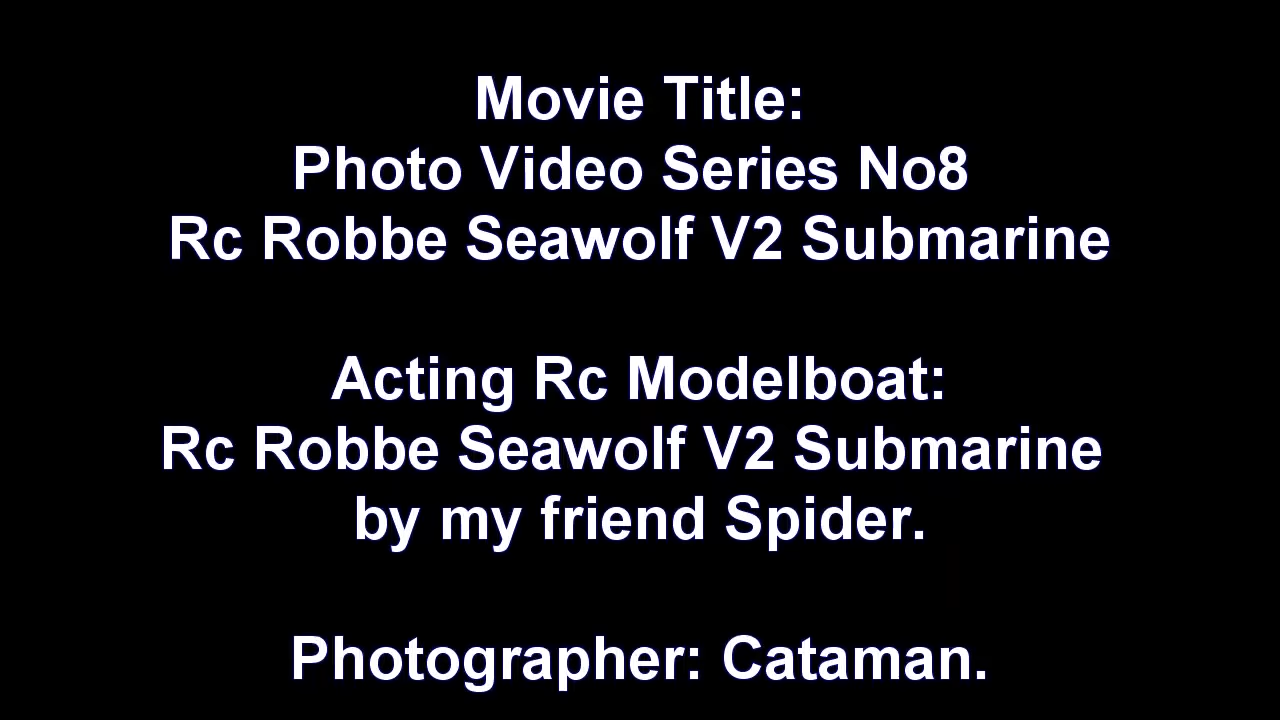 Movie Title:
Photo Video Series No8
Rc Robbe Seawolf V2 Submarine
Acting Rc Modelboat:
Rc Robbe Seawolf V2 Submarine
by my friend Spider.
Photographer: Cataman.